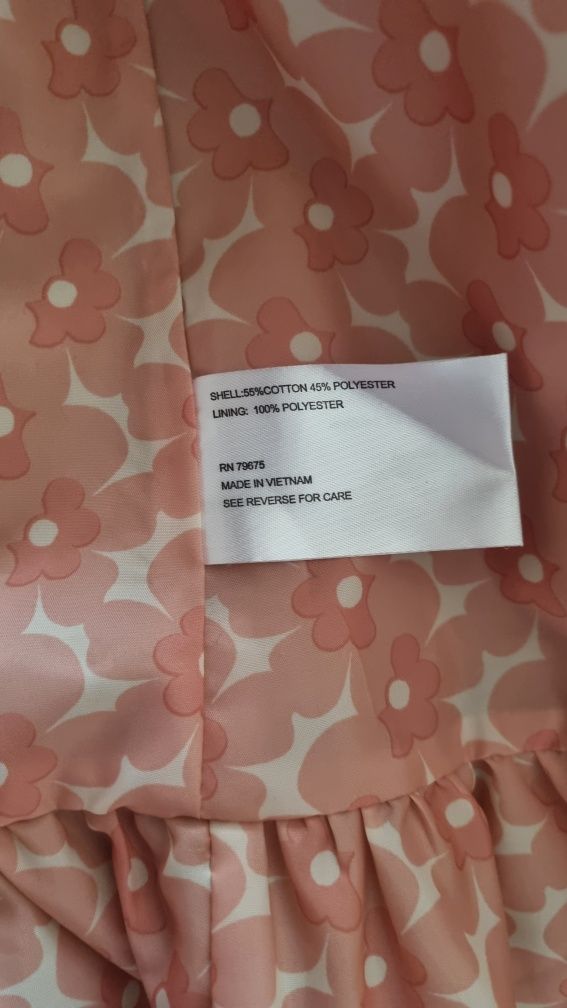 SHELL:55%COTTON 45% POLYESTER
LINING: 100% POLYESTER
RN 79675
MADE IN VIETNAM
SEE REVERSE FOR CARE